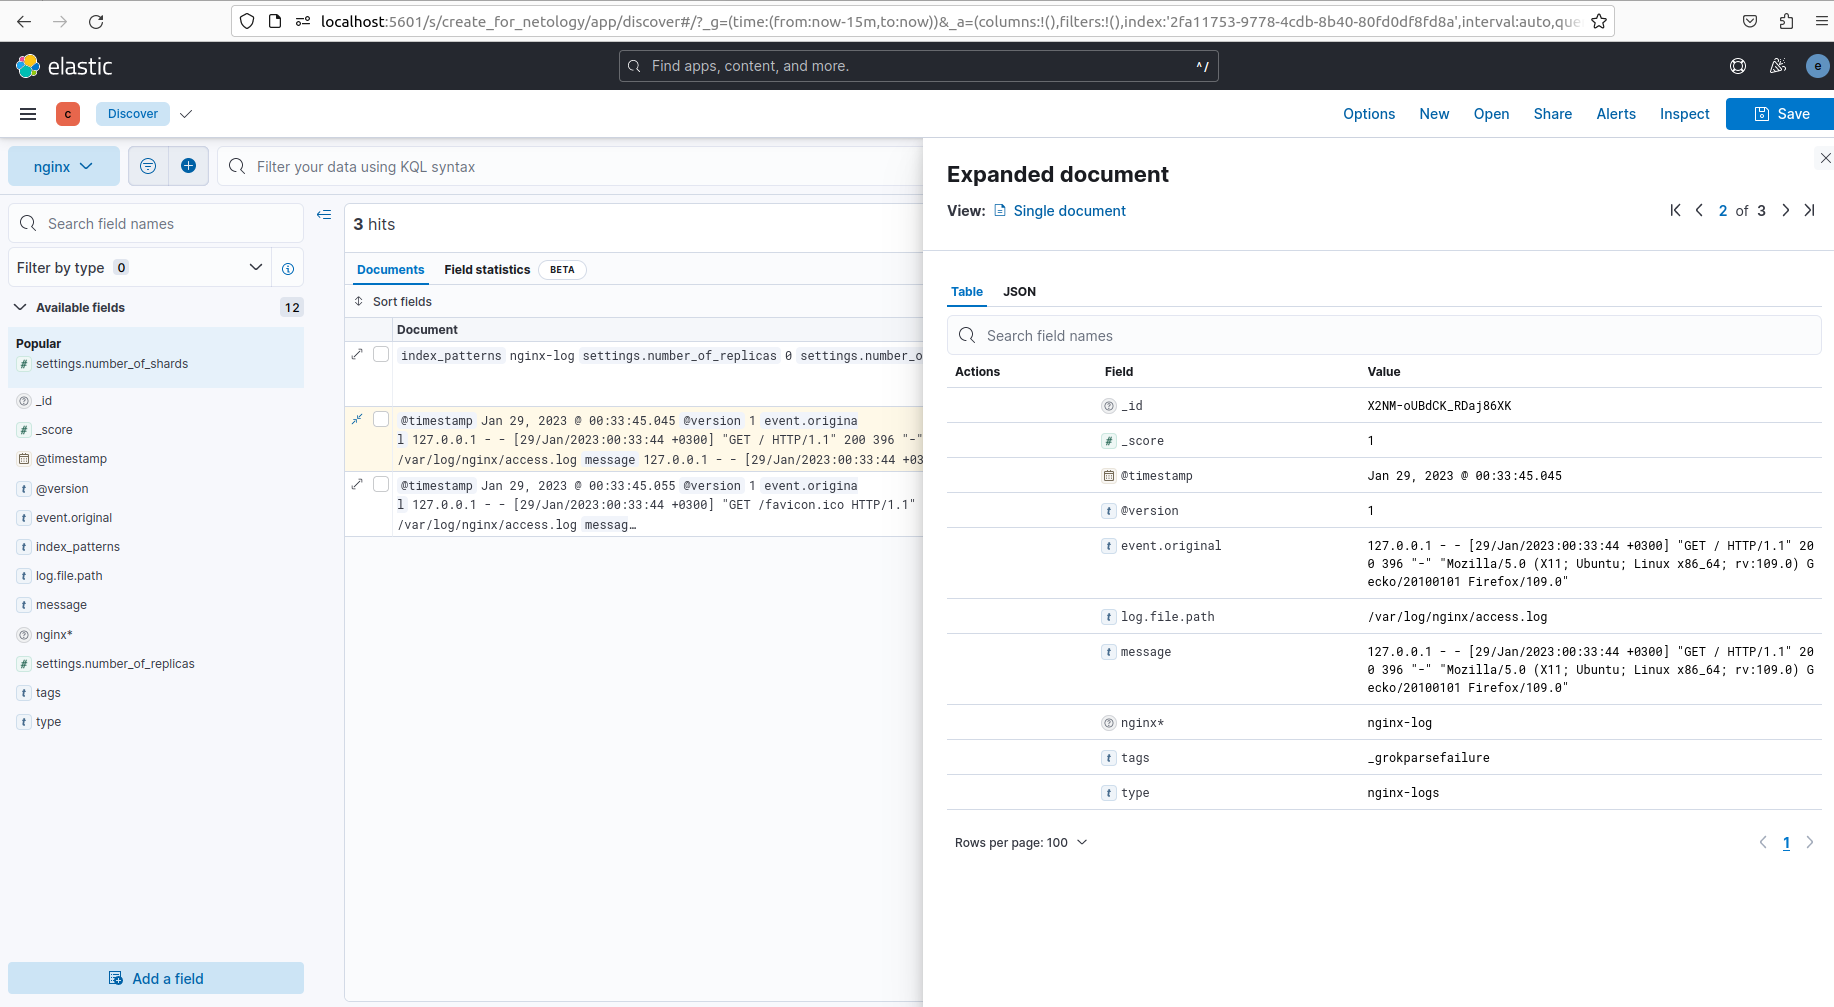 localhost:5601/s/create_for_netology/app/discover#/?_g=(time:(from:now-15m,to:now))&_a=(columns:!(),filters:!(),index:'2fa11753-9778-4cdb-8b40-80fd0df8fd8a',interval:auto,que
elastic
Find apps, content, and more.
^/
e
c
Discover
Options
New
Open
Share
Alerts
Inspect
Save
nginx
Filter your data using KQL syntax
Search field names
Filter by type 0
Available fields
12
Popular
# settings.number_of_shards
_id
# _score
@timestamp
t @version
t event.original
t index_patterns
t log.file.path
t message
nginx*
# settings.number_of_replicas
t tags
t type
Add a field
3 hits
Documents
Field statistics
BETA
Sort fields
Document
index_patterns nginx-log settings.number_of_replicas 0 settings.number_o
@timestamp Jan 29, 2023 @ 00:33:45.045 @version 1 event.origina
l 127.0.0.1 - - [29/Jan/2023:00:33:44 +0300] "GET / HTTP/1.1" 200 396 "-"
/var/log/nginx/access.log message 127.0.0.1 - - [29/Jan/2023:00:33:44 +03
@timestamp Jan 29, 2023 @ 00:33:45.055 @version 1 event.origina
l 127.0.0.1 - - [29/Jan/2023:00:33:44 +0300] "GET /favicon.ico HTTP/1.1"
/var/log/nginx/access.log messag…
Expanded document
View: Single document
2 of 3
Table
JSON
Search field names
Actions
Field
Value
_id
X2NM-oUBdCK_RDaj86XK
# _score
1
@timestamp
Jan 29, 2023 @ 00:33:45.045
t @version
1
t event.original
127.0.0.1 - - [29/Jan/2023:00:33:44 +0300] "GET / HTTP/1.1" 20
0 396 "-" "Mozilla/5.0 (X11; Ubuntu; Linux x86_64; rv:109.0) G
ecko/20100101 Firefox/109.0"
t log.file.path
/var/log/nginx/access.log
t message
127.0.0.1 - - [29/Jan/2023:00:33:44 +0300] "GET / HTTP/1.1" 20
0 396 "-" "Mozilla/5.0 (X11; Ubuntu; Linux x86_64; rv:109.0) G
ecko/20100101 Firefox/109.0"
nginx*
nginx-log
t tags
_grokparsefailure
t type
nginx-logs
Rows per page: 100
1